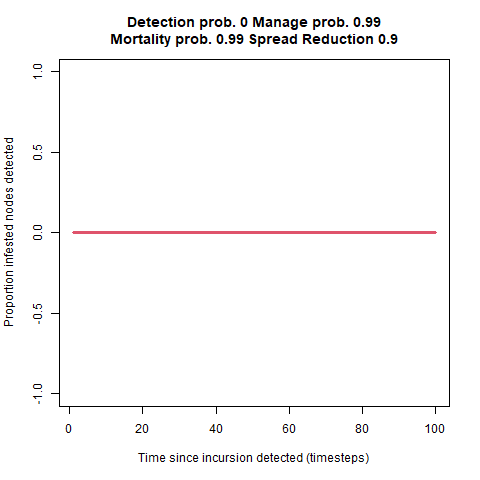 Detection prob. 0 Manage prob. 0.99
Mortality prob. 0.99 Spread Reduction 0.9
Proportion infested nodes detected
1.0
0.5
0.0
-0.5
-1.0
0 20 40 60 80 100
Time since incursion detected (timesteps)